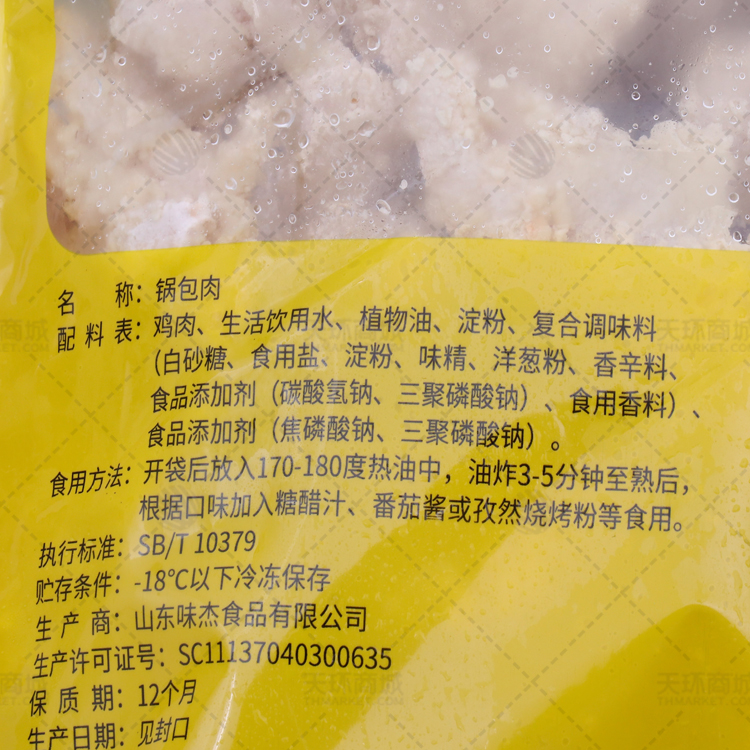 名 称：锅包肉
配 料 表：鸡肉、生活饮用水、植物油、淀粉、复合调味料
(白砂糖、食用盐、淀粉、味精、洋葱粉、香辛料、
食品添加剂（碳酸氢钠、三聚磷酸钠）、食用香料）、
食品添加剂（焦磷酸钠、三聚磷酸钠）。
食用方法：开袋后放入170-180度热油中，油炸3-5分钟至熟后，
根据口味加入糖醋汁、番茄酱或孜然烧烤粉等食用。
执行标准：SB/T 10379
贮存条件：-18℃以下冷冻保存
生 产 商：山东味杰食品有限公司
生产许可证号：SC11137040300635
保 质 期：12个月
生产日期：见封口
天环商城
THMARKET.COM